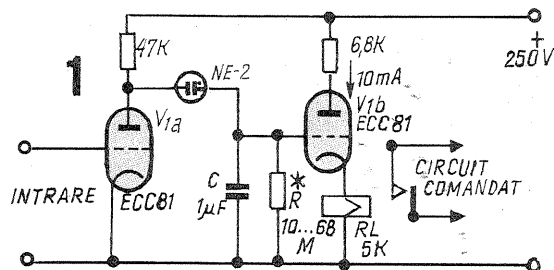 1
47K
NE-2
V1a
ECC81
INTRARE
C
1µF
*
R
10...68
M
6,8K
10mA
V1b
ECC81
RL
5K
+
250V
CIRCUIT
COMANDAT